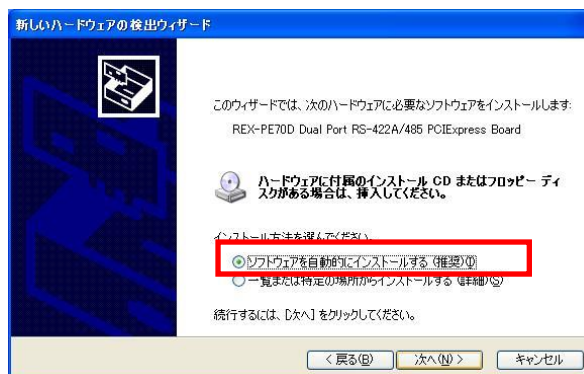 新しいハードウェアの検出ウィザード
このウィザードでは、次のハードウェアに必要なソフトウェアをインストールします:
REX-PE70D Dual Port RS-422A/485 PCIExpress Board
ハードウェアに付属のインストール CD またはフロッピー ディ
スクがある場合は、挿入してください。
インストール方法を選んでください。
ソフトウェアを自動的にインストールする (推奨)(I)
一覧または特定の場所からインストールする (詳細)(S)
続行するには、[次へ] をクリックしてください。
< 戻る(B)
次へ(N) >
キャンセル